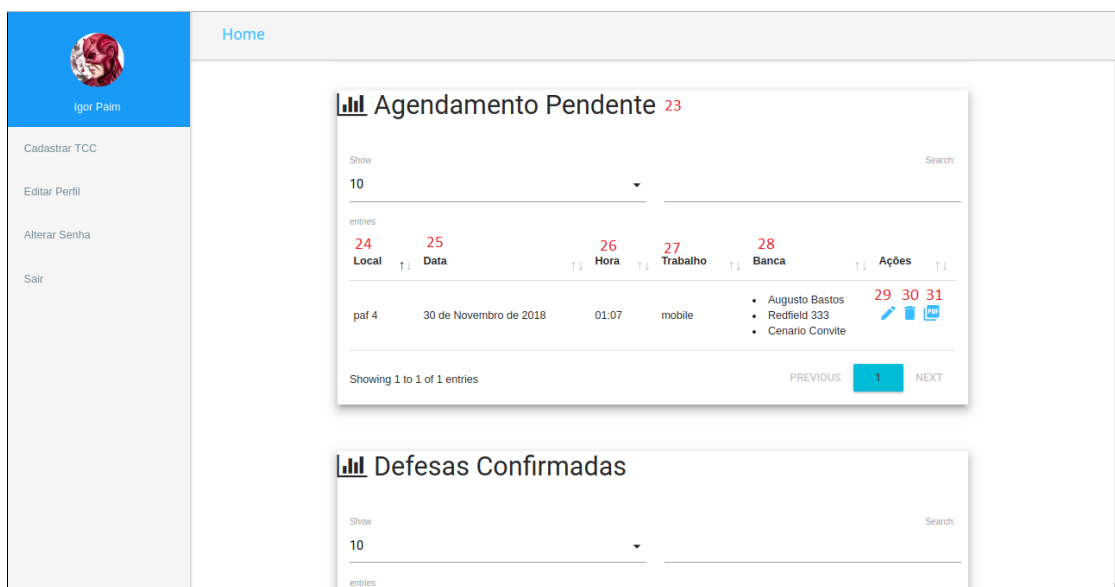 Home
Igor Paim
Cadastrar TCC
Editar Perfil
Alterar Senha
Sair
Agendamento Pendente 23
Show
Search:
10
entries
24 25 26 27 28
Local Data Hora Trabalho Banca Ações
29 30 31
paf 4 30 de Novembro de 2018 01:07 mobile
• Augusto Bastos
• Redfield 333
• Cenario Convite
PDF
Showing 1 to 1 of 1 entries
PREVIOUS 1 NEXT
Defesas Confirmadas
Show
Search:
10
entries